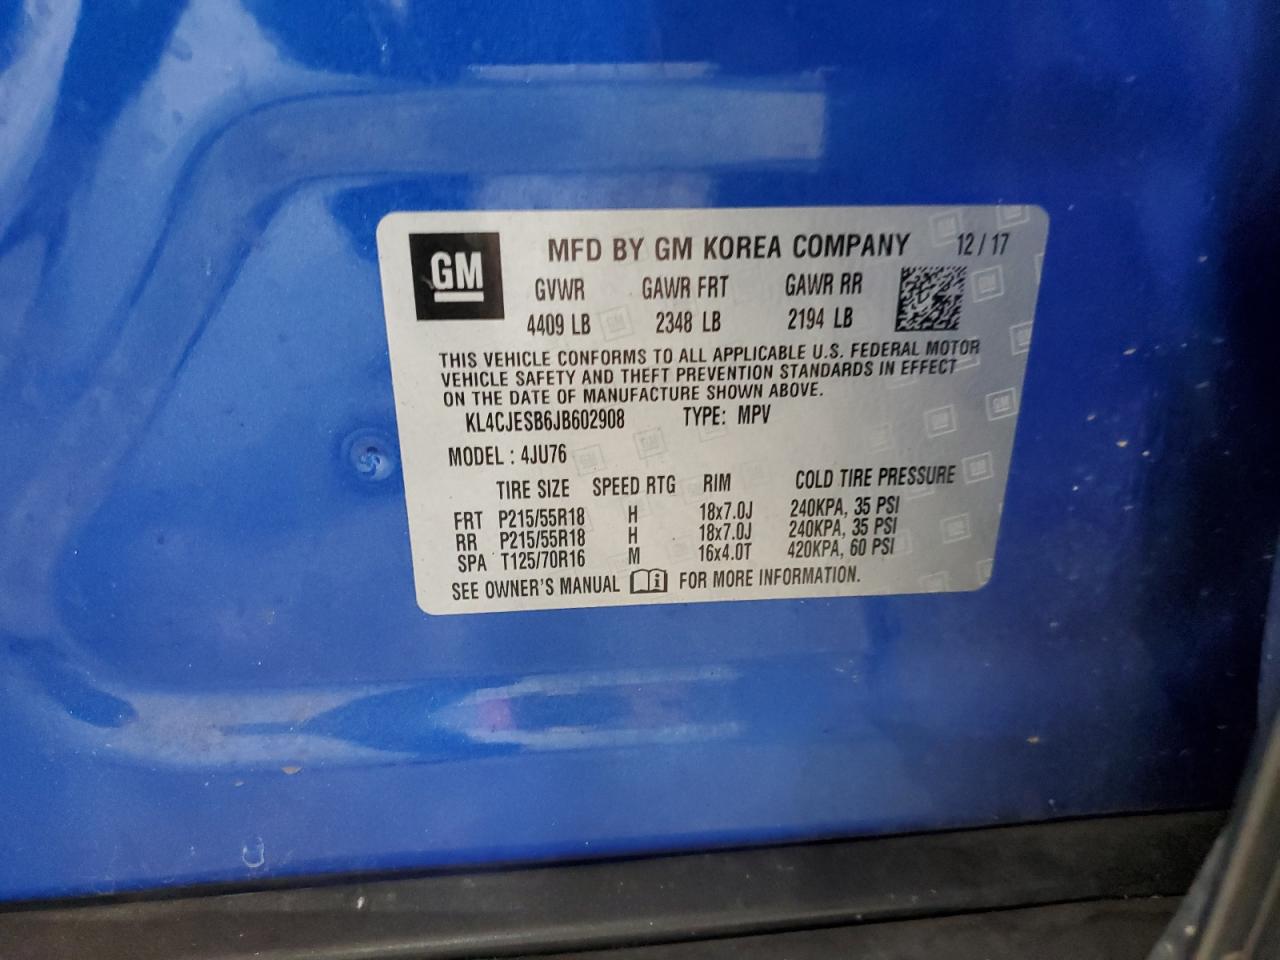 GM
MFD BY GM KOREA COMPANY 12/17
GVWR GAWR FRT GAWR RR
4409 LB 2348 LB 2194 LB
THIS VEHICLE CONFORMS TO ALL APPLICABLE U.S. FEDERAL MOTOR
VEHICLE SAFETY AND THEFT PREVENTION STANDARDS IN EFFECT
ON THE DATE OF MANUFACTURE SHOWN ABOVE.
KL4CJESB6JB602908 TYPE: MPV
MODEL : 4JU76
TIRE SIZE SPEED RTG RIM COLD TIRE PRESSURE
FRT P215/55R18 H 18x7.0J 240KPA, 35 PSI
RR P215/55R18 H 18x7.0J 240KPA, 35 PSI
SPA T125/70R16 M 16x4.0T 420KPA, 60 PSI
SEE OWNER'S MANUAL FOR MORE INFORMATION.